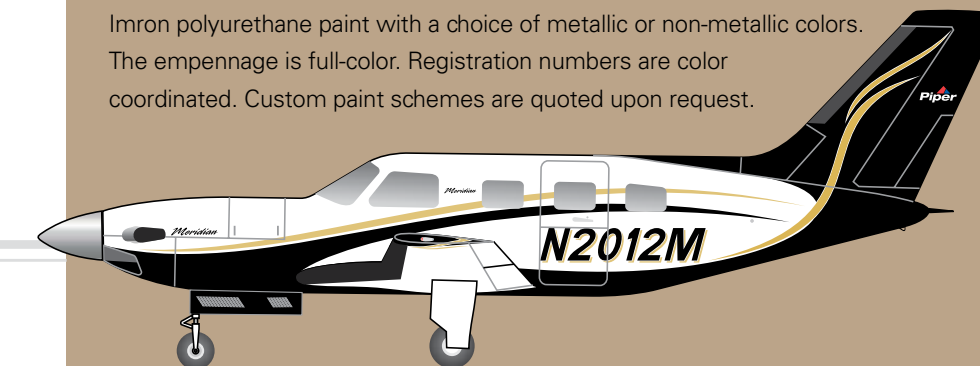 Imron polyurethane paint with a choice of metallic or non-metallic colors.
The empennage is full-color. Registration numbers are color
coordinated. Custom paint schemes are quoted upon request.
Piper
Meridian
Meridian
N2012M